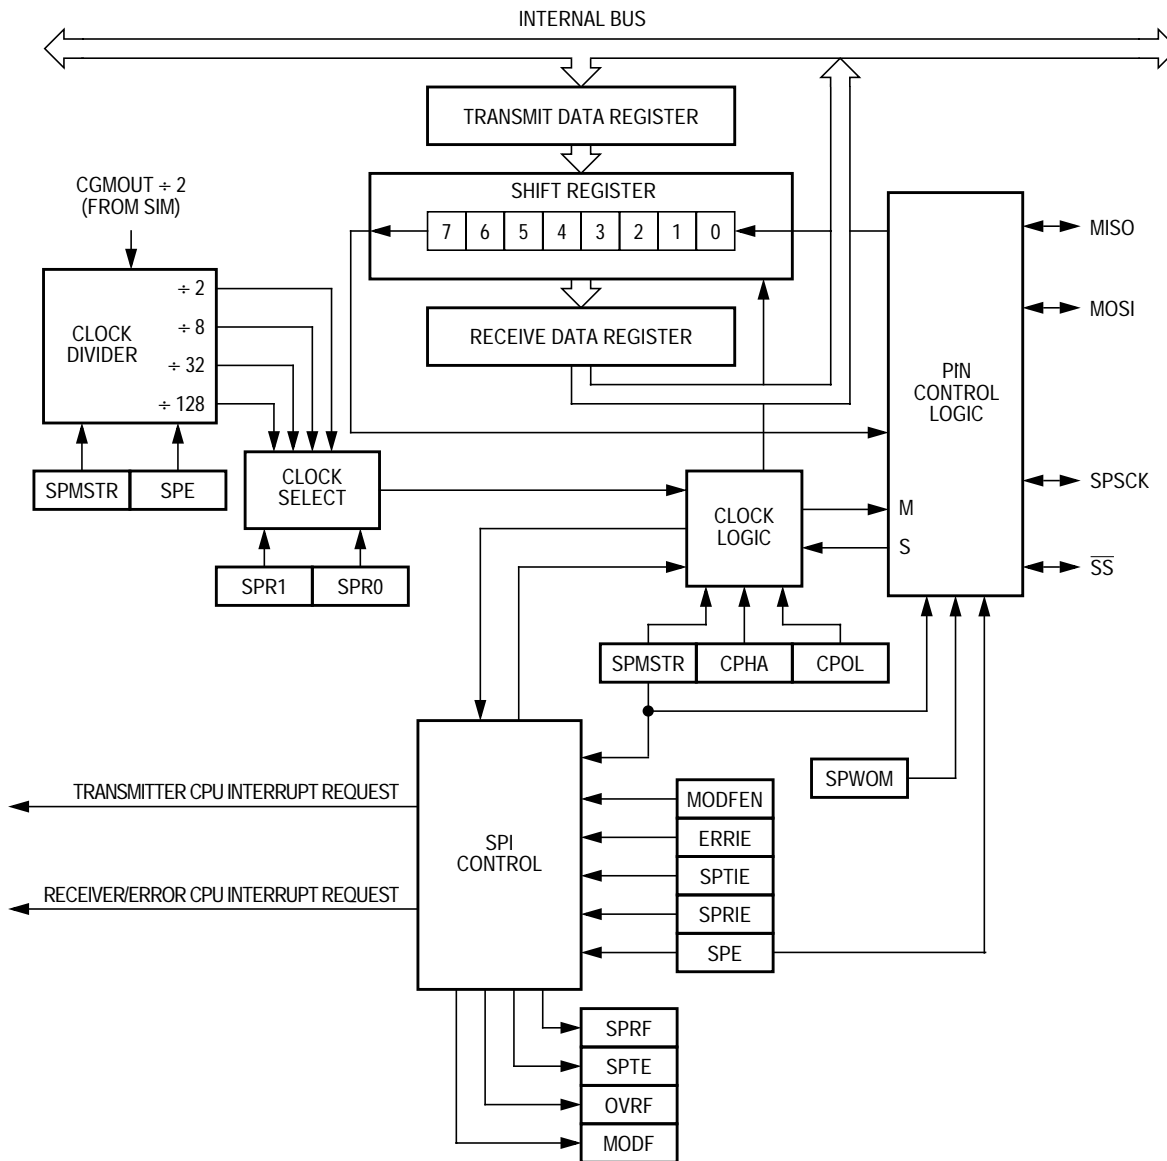 INTERNAL BUS
TRANSMIT DATA REGISTER
CGMOUT ÷ 2
(FROM SIM)
SHIFT REGISTER
7 6 5 4 3 2 1 0
MISO
÷ 2
MOSI
CLOCK
DIVIDER
÷ 8
RECEIVE DATA REGISTER
÷ 32
PIN
CONTROL
LOGIC
÷ 128
SPMSTR SPE
CLOCK
SELECT
SPSCK
CLOCK
LOGIC
M
S
SS
SPR1 SPR0
SPMSTR CPHA CPOL
SPWOM
TRANSMITTER CPU INTERRUPT REQUEST
MODFEN
SPI
CONTROL
ERRIE
SPTIE
RECEIVER/ERROR CPU INTERRUPT REQUEST
SPRIE
SPE
SPRF
SPTE
OVRF
MODF